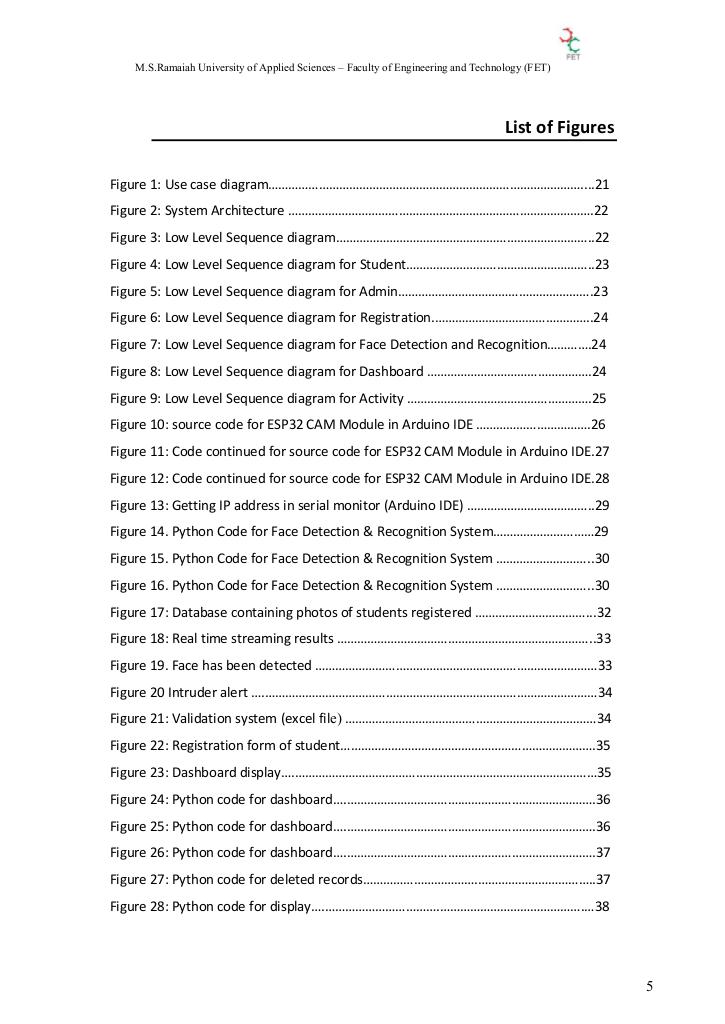 FET
M.S.Ramaiah University of Applied Sciences – Faculty of Engineering and Technology (FET)
List of Figures
Figure 1: Use case diagram……………………………………………………………………………………..21
Figure 2: System Architecture ………………………………………………………………………………..22
Figure 3: Low Level Sequence diagram……………………………………………………………………..22
Figure 4: Low Level Sequence diagram for Student………………………………………………..23
Figure 5: Low Level Sequence diagram for Admin………………………………………………….23
Figure 6: Low Level Sequence diagram for Registration…………………………………………24
Figure 7: Low Level Sequence diagram for Face Detection and Recognition………...24
Figure 8: Low Level Sequence diagram for Dashboard …………………………………………24
Figure 9: Low Level Sequence diagram for Activity ………………………………………………25
Figure 10: source code for ESP32 CAM Module in Arduino IDE ……………………………26
Figure 11: Code continued for source code for ESP32 CAM Module in Arduino IDE.27
Figure 12: Code continued for source code for ESP32 CAM Module in Arduino IDE.28
Figure 13: Getting IP address in serial monitor (Arduino IDE) ………………………………..29
Figure 14. Python Code for Face Detection & Recognition System…………………………29
Figure 15. Python Code for Face Detection & Recognition System ………………………..30
Figure 16. Python Code for Face Detection & Recognition System ………………………..30
Figure 17: Database containing photos of students registered ………………………………32
Figure 18: Real time streaming results …………………………………………………………………..33
Figure 19. Face has been detected …………………………………………………………………………33
Figure 20 Intruder alert …………………………………………………………………………………………34
Figure 21: Validation system (excel file) …………………………………………………………………34
Figure 22: Registration form of student………………………………………………………………….35
Figure 23: Dashboard display…………………………………………………………………………………35
Figure 24: Python code for dashboard……………………………………………………………………36
Figure 25: Python code for dashboard……………………………………………………………………36
Figure 26: Python code for dashboard……………………………………………………………………37
Figure 27: Python code for deleted records……………………………………………………………37
Figure 28: Python code for display…………………………………………………………………………38
5